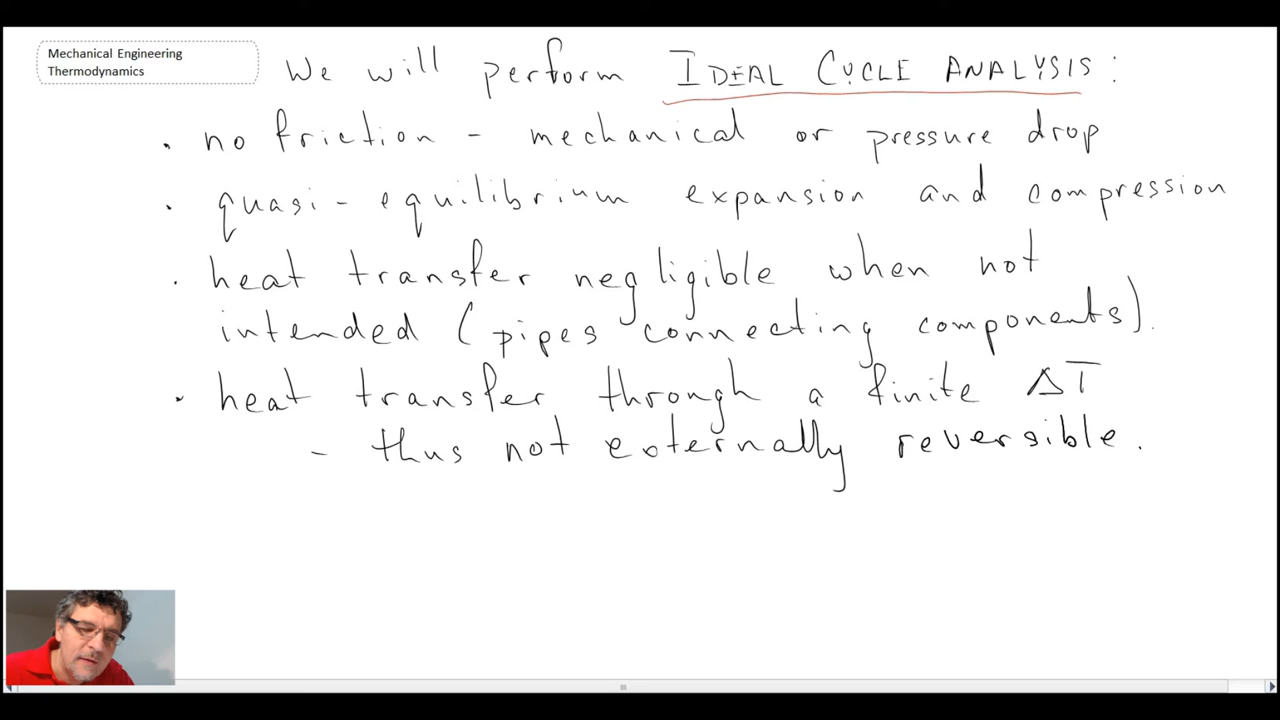 Mechanical Engineering
Thermodynamics
We will perform IDEAL CYCLE ANALYSIS:
• no friction - mechanical or pressure drop
• quasi-equilibrium expansion and compression
• heat transfer negligible when not
intended (pipes connecting components).
• heat transfer through a finite ΔT
- thus not externally reversible.